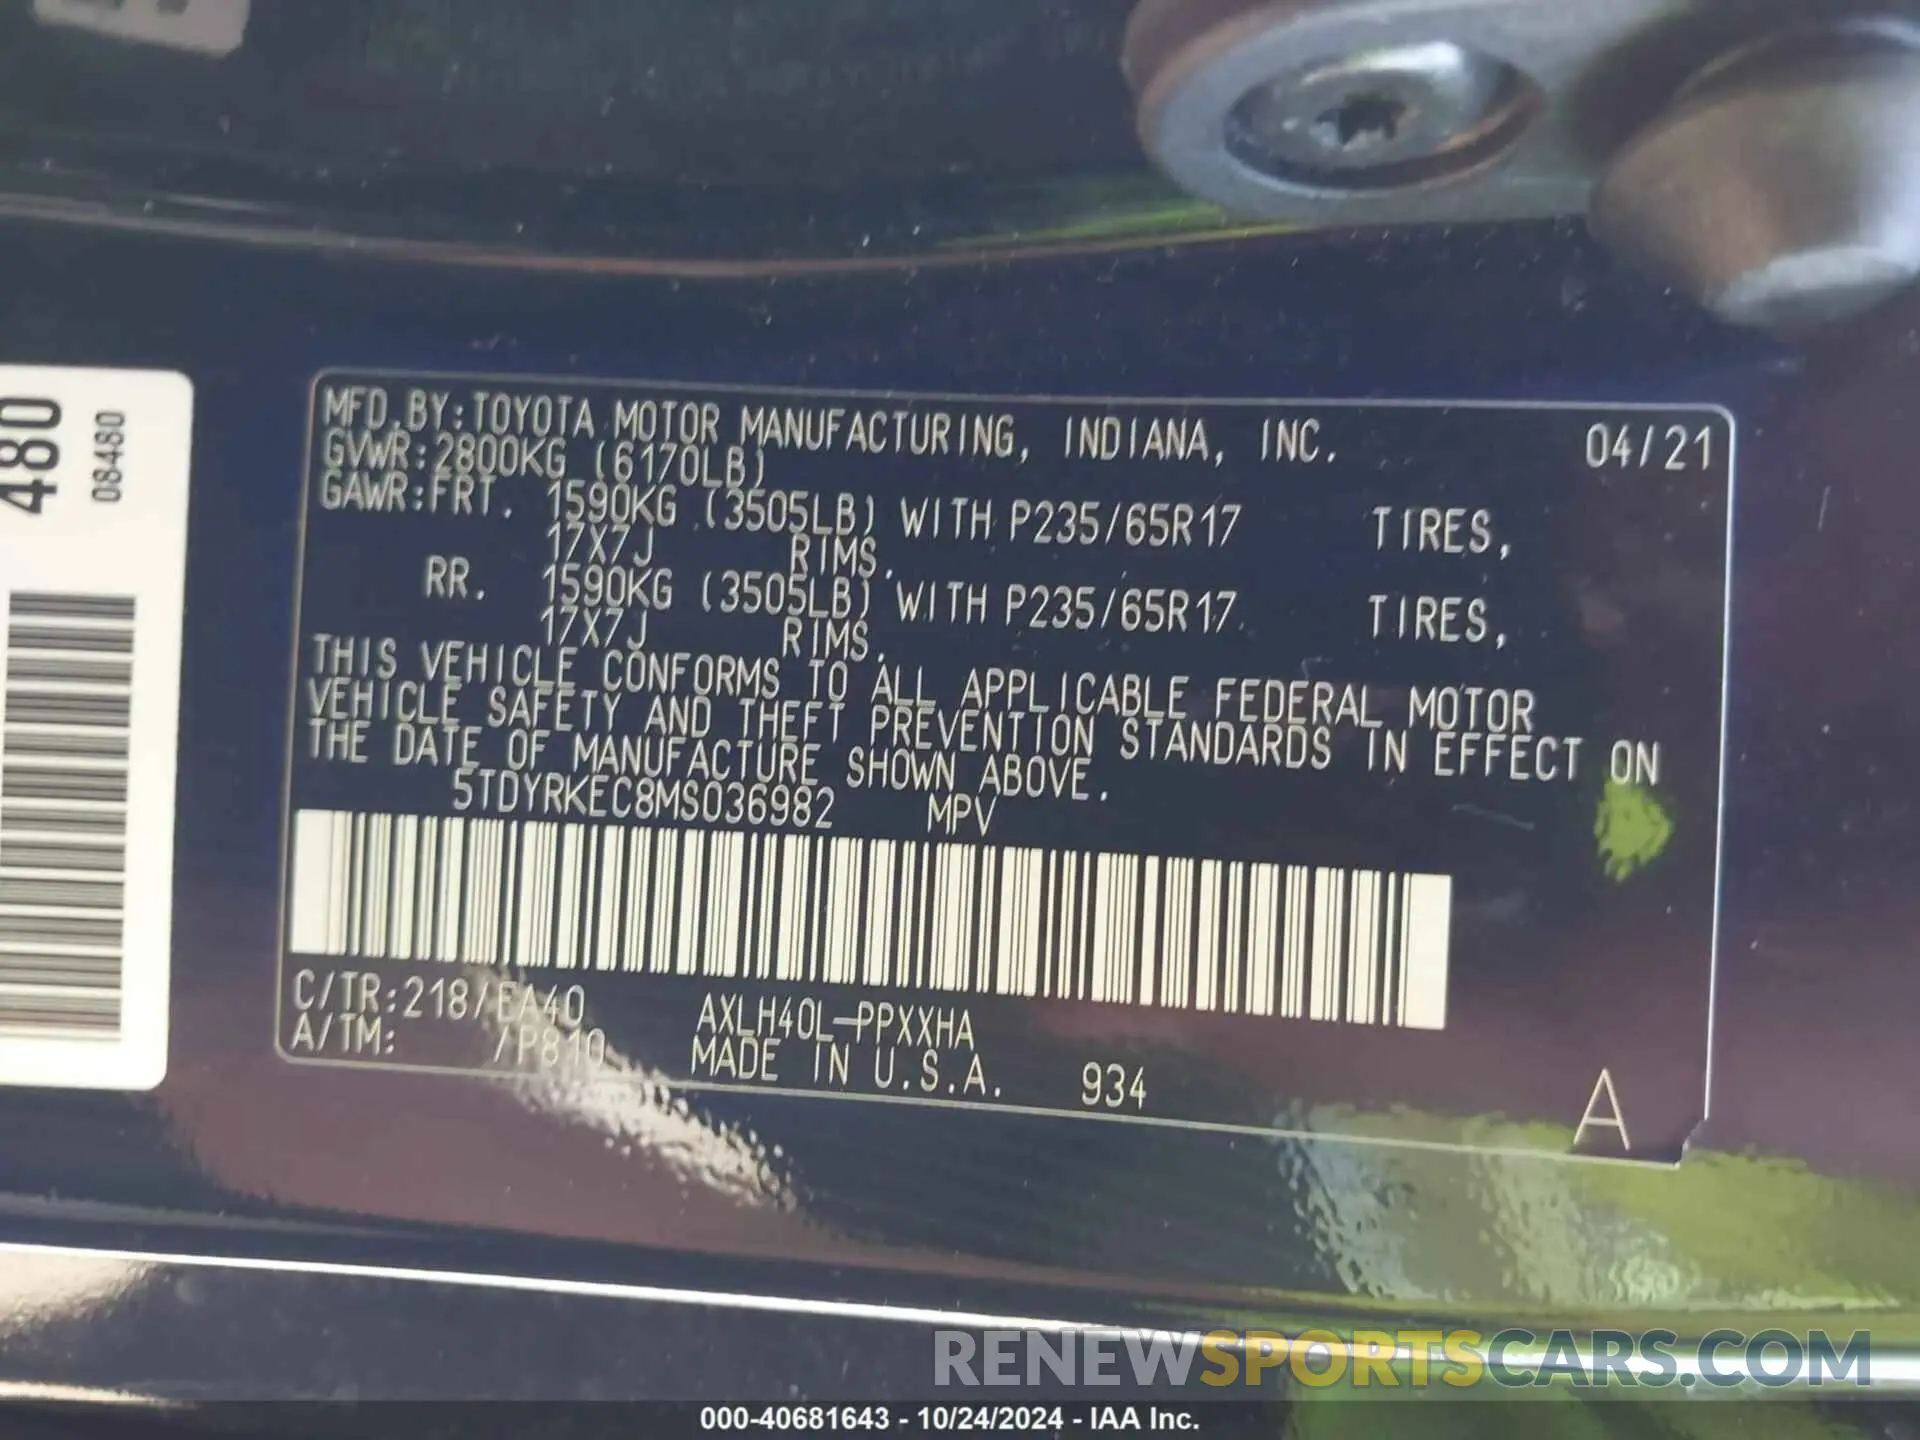 480
08480
MFD.BY:TOYOTA MOTOR MANUFACTURING, INDIANA, INC. 04/21
GVWR:2800KG (6170LB)
GAWR:FRT. 1590KG (3505LB) WITH P235/65R17 TIRES,
17X7J RIMS.
RR. 1590KG (3505LB) WITH P235/65R17 TIRES,
17X7J RIMS.
THIS VEHICLE CONFORMS TO ALL APPLICABLE FEDERAL MOTOR
VEHICLE SAFETY AND THEFT PREVENTION STANDARDS IN EFFECT ON
THE DATE OF MANUFACTURE SHOWN ABOVE.
5TDYRKEC8MS036982 MPV
C/TR:218/EA40 AXLH40L-PPXXHA
A/TM: /P810 MADE IN U.S.A. 934 A
RENEWSPORTSCARS.COM
000-40681643 - 10/24/2024 - IAA Inc.